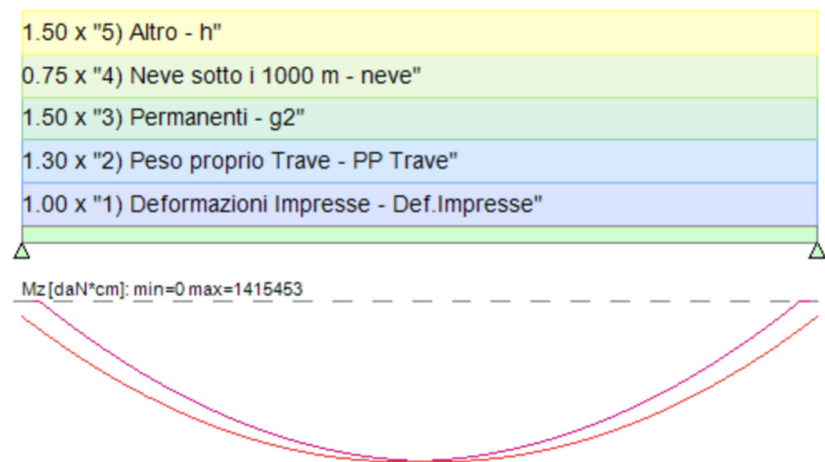 1.50 x "5) Altro - h"
0.75 x "4) Neve sotto i 1000 m - neve"
1.50 x "3) Permanenti - g2"
1.30 x "2) Peso proprio Trave - PP Trave"
1.00 x "1) Deformazioni Impresse - Def.Impresse"
Mz[daN*cm]: min=0 max=1415453